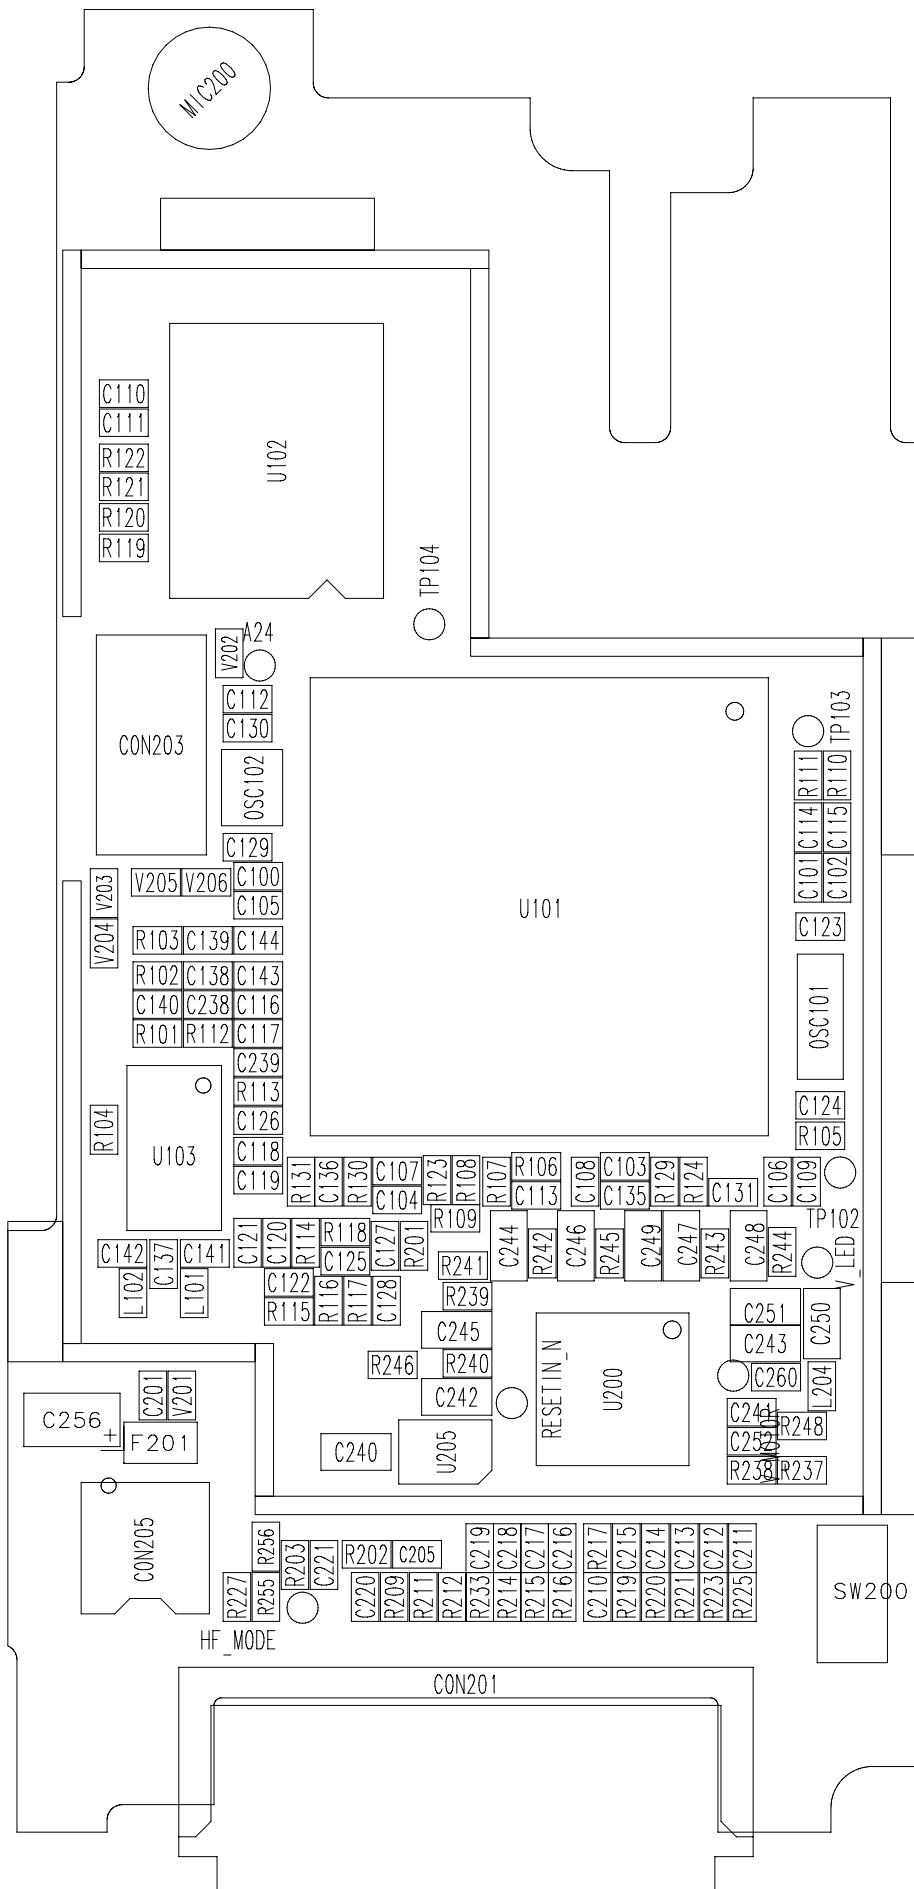 MIC200
C110
C111
R122
R121
R120
R119
U102
TP104
V202
A24
C112
C130
CON203
OSC102
C129
V203
V204
V205 V206 C100
C105
R103 C139 C144
R102 C138 C143
C140 C238 C116
R101 R112 C117
C239
R113
C126
C118
C119
R104
U103
U101
TP103
R111 R110
C114 C115
C101 C102
C123
OSC101
C124
R105
R131 C136 R130 C107 C104 R123 R108 R107 R106 C113 C108 C103 C135 R129 R124 C131 C106 C109
R109
TP102
C142 C137 C141 C121 C120 R114 R118 C125 C127 R201
L102 L101
C122
R115
R116 R117 C128
R241
R239
C244 R242 C246 R245 C249 C247 R243 C248 R244
V_LED
C245
R246
R240
C242
RESETIN_N
U200
C251
C243
C250
C260
L204
C241
C252
R238 R237
R248
V_MOTOR
C240
U205
C201 V201
C256
+
F201
CON205
R256
R255
R227
R203 C221
R202 C205
HF_MODE
C219 C218 C217 C216 R217 C215 C214 C213 C212 C211
C220 R209 R211 R212 R233 R214 R215 R216 C210 R219 R220 R221 R223 R225
SW200
CON201